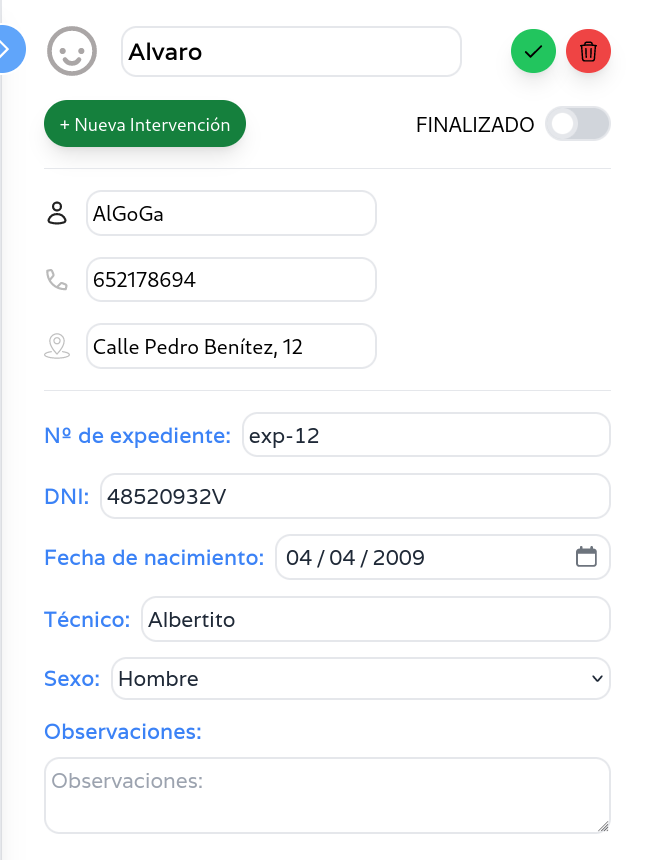 Alvaro
+ Nueva Intervención FINALIZADO
AlGoGa
652178694
Calle Pedro Benítez, 12
Nº de expediente: exp-12
DNI: 48520932V
Fecha de nacimiento: 04 / 04 / 2009
Técnico: Albertito
Sexo: Hombre
Observaciones:
Observaciones: